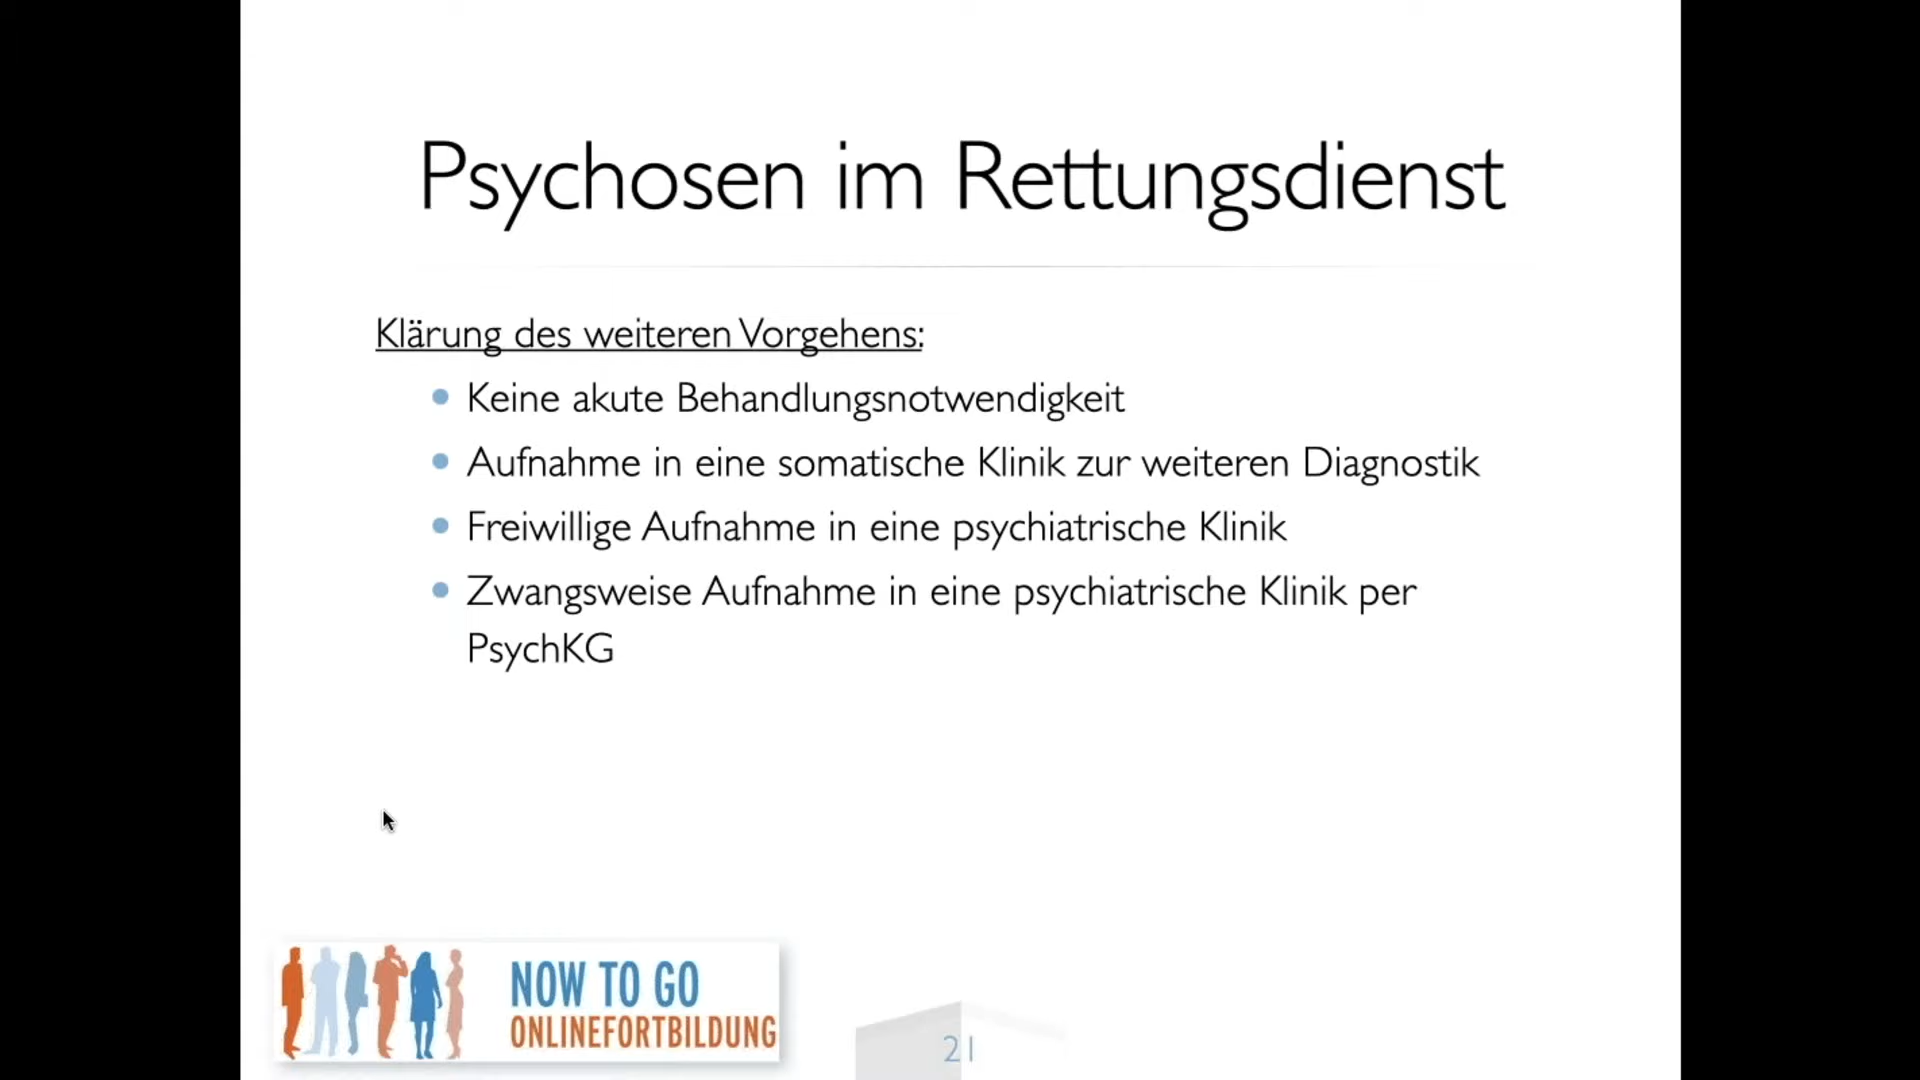 Psychosen im Rettungsdienst
Klärung des weiteren Vorgehens:
Keine akute Behandlungsnotwendigkeit
Aufnahme in eine somatische Klinik zur weiteren Diagnostik
Freiwillige Aufnahme in eine psychiatrische Klinik
Zwangsweise Aufnahme in eine psychiatrische Klinik per
PsychKG
NOW TO GO
ONLINEFORTBILDUNG
21